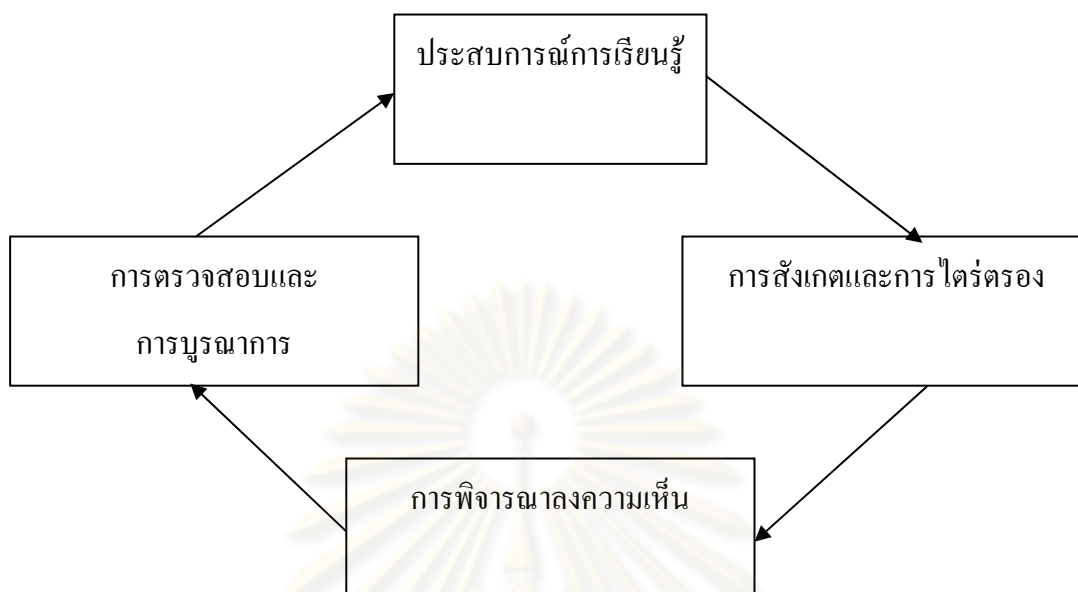 ประสบการณ์การเรียนรู้
การตรวจสอบและ
การบูรณาการ
การสังเกตและการไตร่ตรอง
การพิจารณาลงความเห็น